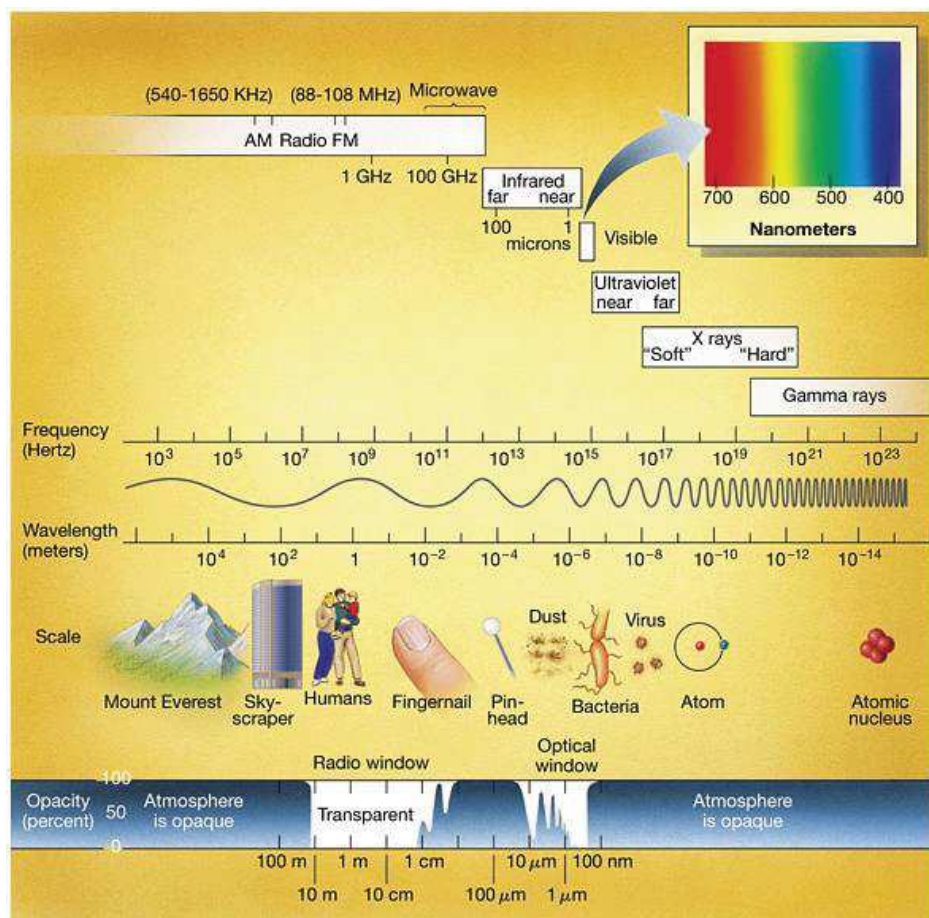 (540-1650 KHz) (88-108 MHz) Microwave
AM Radio FM
1 GHz 100 GHz
Infrared
far near
100 1
microns
Visible
700 600 500 400
Nanometers
Ultraviolet
near far
X rays
“Soft” “Hard”
Gamma rays
Frequency
(Hertz)
10³ 10⁵ 10⁷ 10⁹ 10¹¹ 10¹³ 10¹⁵ 10¹⁷ 10¹⁹ 10²¹ 10²³
Wavelength
(meters)
10⁴ 10² 1 10⁻² 10⁻⁴ 10⁻⁶ 10⁻⁸ 10⁻¹⁰ 10⁻¹² 10⁻¹⁴
Scale
Dust
Virus
Mount Everest
Sky-
scraper
Humans
Fingernail
Pin-
head
Bacteria
Atom
Atomic
nucleus
Radio window
Optical
window
Opacity
(percent)
100
50
0
Atmosphere
is opaque
Transparent
Atmosphere
is opaque
100 m 1 m 1 cm 10 μm 100 nm
10 m 10 cm 100 μm 1 μm